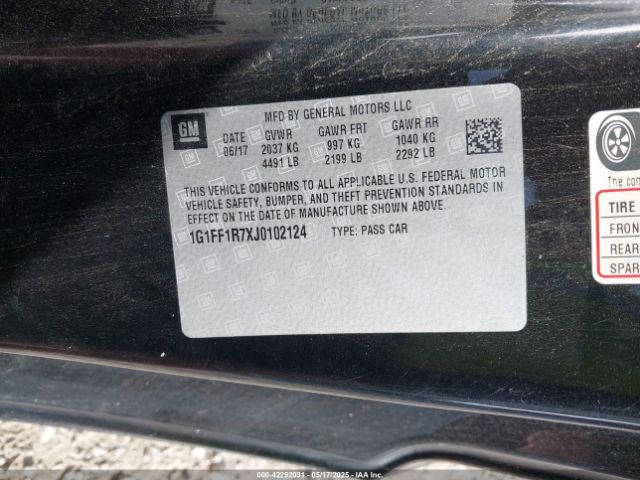 MFD BY GENERAL MOTORS LLC
GM
DATE GVWR GAWR FRT GAWR RR
06/17 2037 KG 997 KG 1040 KG
4491 LB 2199 LB 2292 LB
THIS VEHICLE CONFORMS TO ALL APPLICABLE U.S. FEDERAL MOTOR
VEHICLE SAFETY, BUMPER, AND THEFT PREVENTION STANDARDS IN
EFFECT ON THE DATE OF MANUFACTURE SHOWN ABOVE.
1G1FF1R7XJ0102124 TYPE: PASS CAR
The com
TIRE
FRON
REAR
SPAR
000-42292031 - 05/17/2025 - IAA Inc.